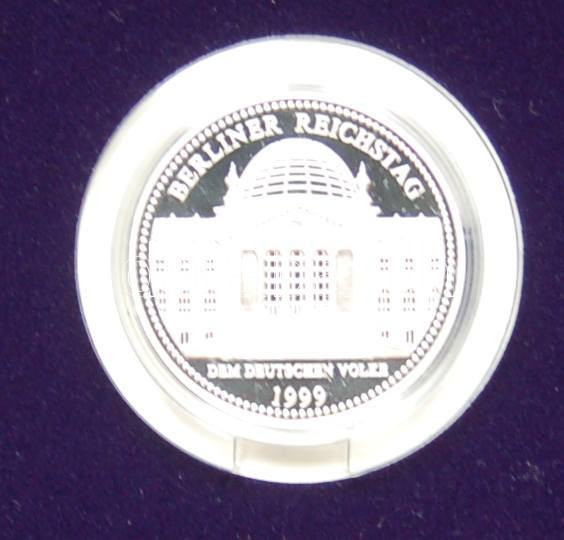 BERLINER REICHSTAG
DEM DEUTSCHEN VOLKE
1999